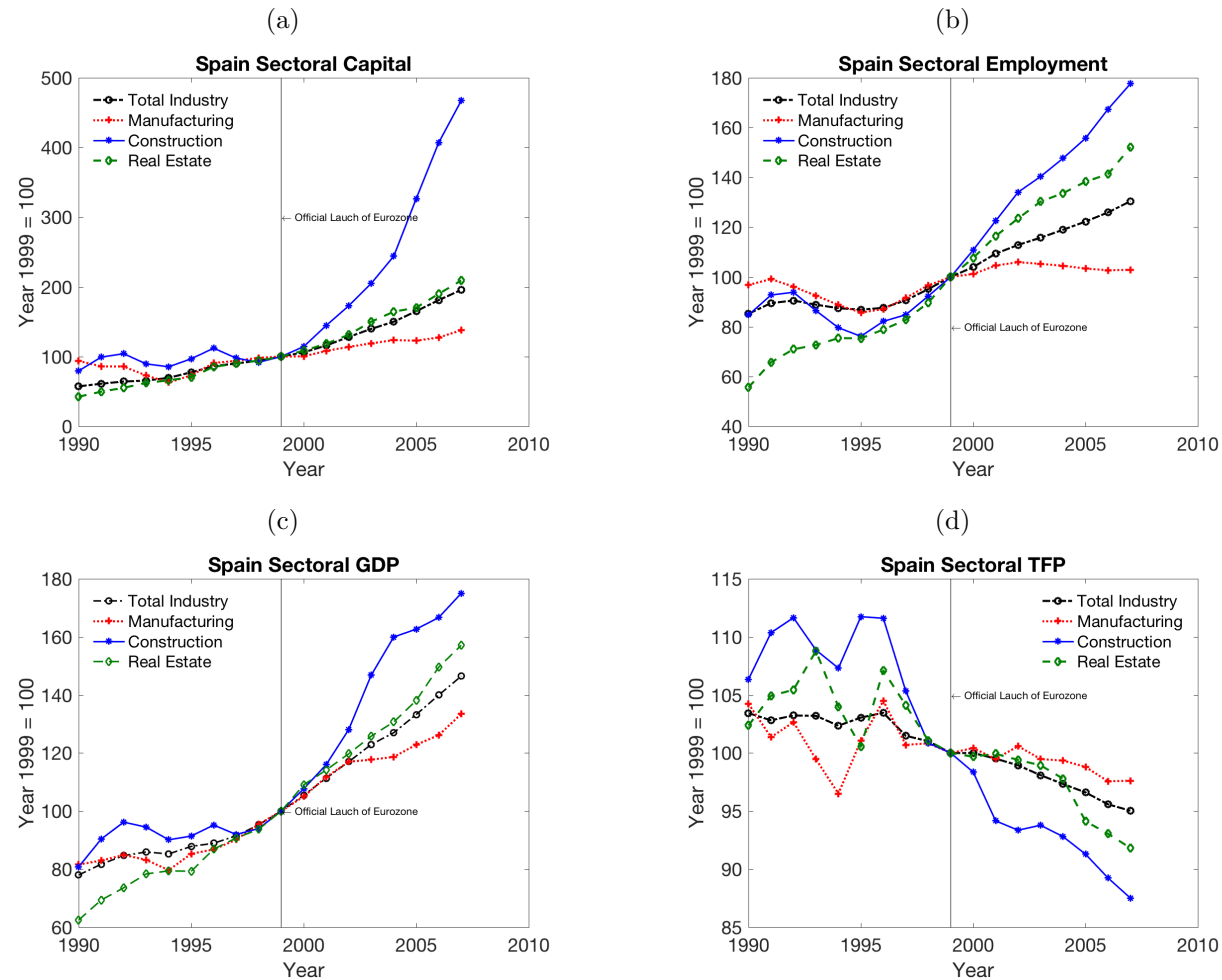 (a)
Spain Sectoral Capital
Year 1999 = 100
500
400
300
200
100
0
Total Industry
Manufacturing
Construction
Real Estate
← Official Lauch of Eurozone
1990 1995 2000 2005 2010
Year
(b)
Spain Sectoral Employment
Year 1999 = 100
180
160
140
120
100
80
60
40
Total Industry
Manufacturing
Construction
Real Estate
← Official Lauch of Eurozone
1990 1995 2000 2005 2010
Year
(c)
Spain Sectoral GDP
Year 1999 = 100
180
160
140
120
100
80
60
Total Industry
Manufacturing
Construction
Real Estate
← Official Lauch of Eurozone
1990 1995 2000 2005 2010
Year
(d)
Spain Sectoral TFP
Year 1999 = 100
115
110
105
100
95
90
85
Total Industry
Manufacturing
Construction
Real Estate
← Official Lauch of Eurozone
1990 1995 2000 2005 2010
Year